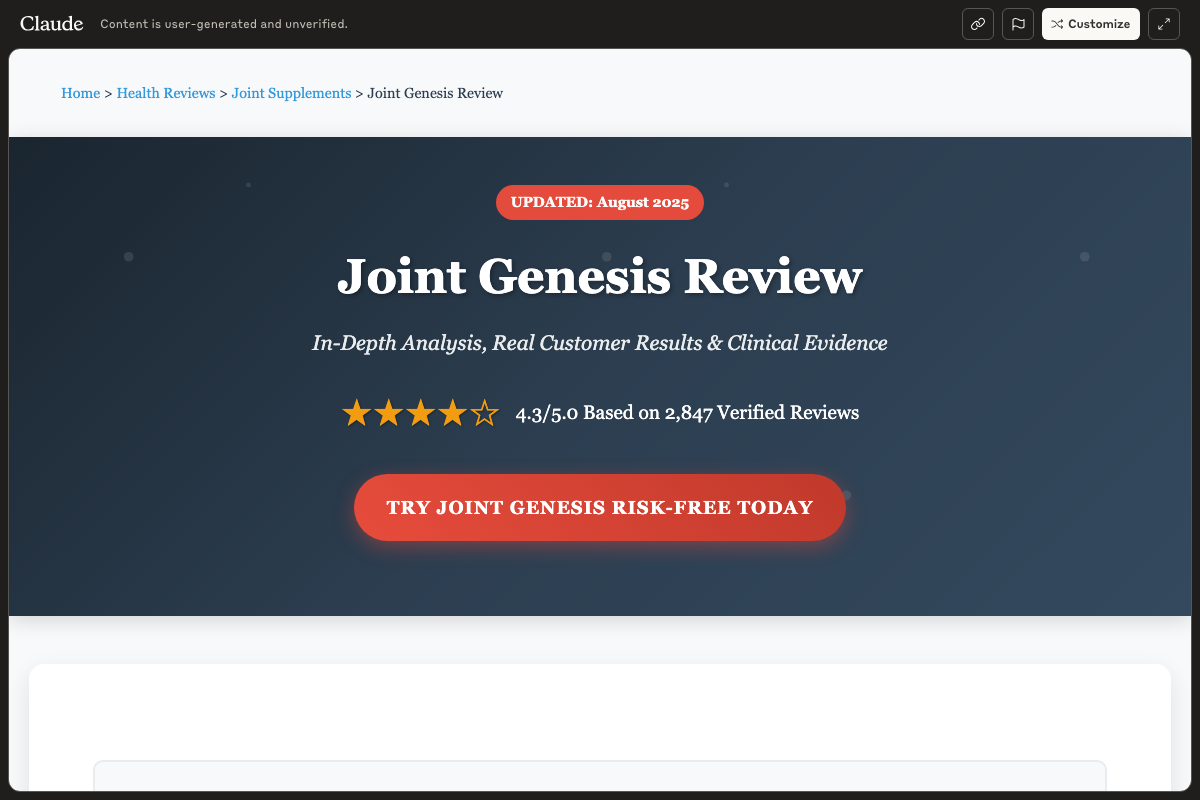 Claude Content is user-generated and unverified. Customize
Home > Health Reviews > Joint Supplements > Joint Genesis Review
UPDATED: August 2025
Joint Genesis Review
In-Depth Analysis, Real Customer Results & Clinical Evidence
★★★★☆ 4.3/5.0 Based on 2,847 Verified Reviews
TRY JOINT GENESIS RISK-FREE TODAY